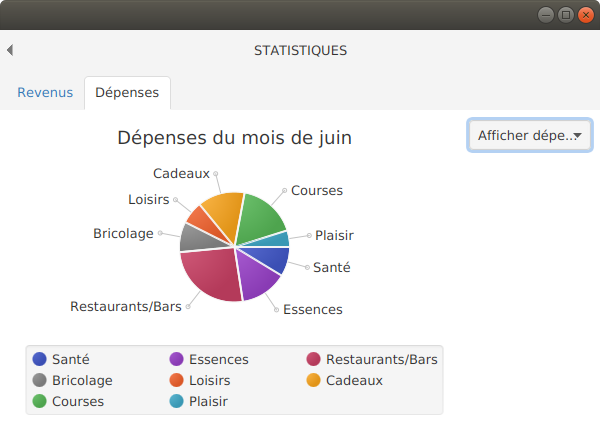 STATISTIQUES
Revenus
Dépenses
Afficher dépe...
Dépenses du mois de juin
Cadeaux
Courses
Loisirs
Bricolage
Plaisir
Santé
Restaurants/Bars
Essences
Santé Essences Restaurants/Bars
Bricolage Loisirs Cadeaux
Courses Plaisir